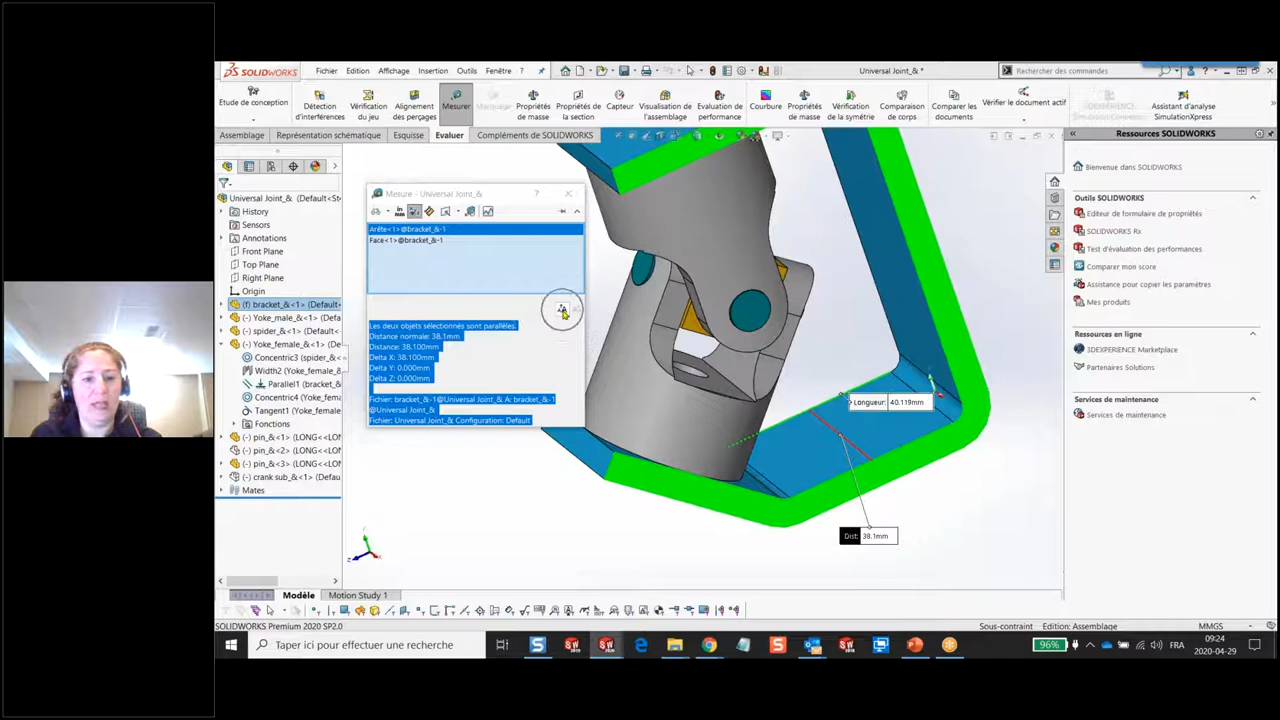 SOLIDWORKS
Fichier Edition Affichage Insertion Outils Fenêtre
Universal Joint_& *
Rechercher des commandes
Etude de conception
Détection d'interférences
Vérification du jeu
Alignement des perçages
Mesurer
Propriétés de masse
Propriétés de la section
Capteur
Visualisation de l'assemblage
Evaluation de performance
Courbure
Propriétés de masse
Vérification de la symétrie
Comparaison de corps
Comparer les documents
Vérifier le document actif
Assistant d'analyse SimulationXpress
Assemblage Représentation schématique Esquisse Evaluer Compléments de SOLIDWORKS
Universal Joint_& (Default<St
History
Sensors
Annotations
Front Plane
Top Plane
Right Plane
Origin
(f) bracket_&<1> (Default
(-) Yoke_male_&<1> (D
(-) spider_&<1> (Defau
(-) Yoke_female_&<1> (
Concentric3 (spider_&<
Width2 (Yoke_female_&
Parallel1 (bracket_&
Concentric4 (Yoke_fem
Tangent1 (Yoke_femal
Fonctions
(-) pin_&<1> (LONG<<LO
(-) pin_&<2> (LONG<<L
(-) pin_&<3> (LONG<<LO
(-) crank sub_&<1> (Defa
Mates
Mesure - Universal Joint_&
Arête<1>@bracket_&-1
Face<1>@bracket_&-1
Les deux objets sélectionnés sont parallèles.
Distance normale: 38.1mm
Distance: 38.100mm
Delta X: 38.100mm
Delta Y: 0.000mm
Delta Z: 0.000mm
Fichier: bracket_&-1@Universal Joint_& A: bracket_&-1
@Universal Joint_&
Fichier: Universal Joint_& Configuration: Default
Longueur: 40.119mm
Dist: 38.1mm
Ressources SOLIDWORKS
Bienvenue dans SOLIDWORKS
Outils SOLIDWORKS
Editeur de formulaire de propriétés
SOLIDWORKS Rx
Test d'évaluation des performances
Comparer mon score
Assistance pour copier les paramètres
Mes produits
Ressources en ligne
3DEXPERIENCE Marketplace
Partenaires Solutions
Services de maintenance
Services de maintenance
Modèle Motion Study 1
SOLIDWORKS Premium 2020 SP2.0
Sous-contraint Edition: Assemblage MMGS
Taper ici pour effectuer une recherche
96%
FRA
09:24
2020-04-29